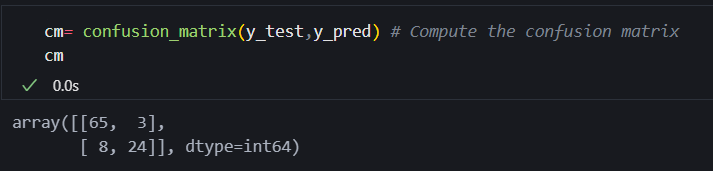 cm= confusion_matrix(y_test,y_pred) # Compute the confusion matrix
cm
✓ 0.0s
array([[65,  3],
       [ 8, 24]], dtype=int64)